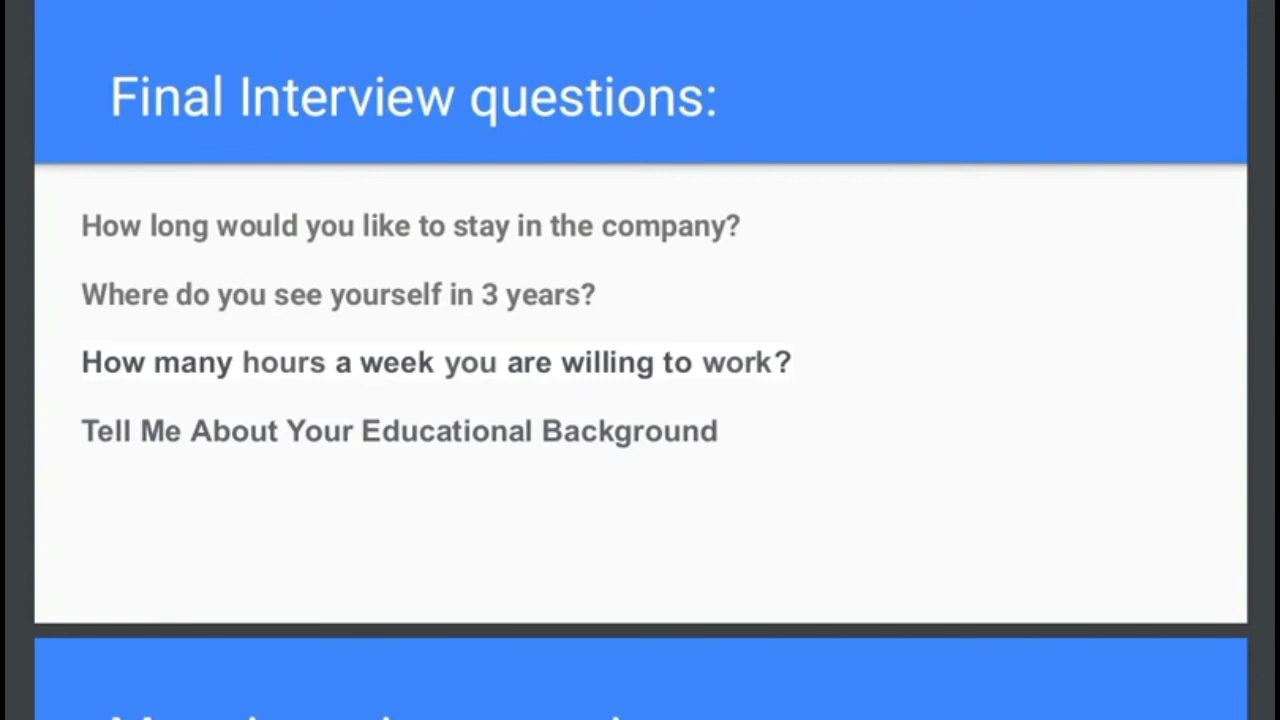 Final Interview questions:
How long would you like to stay in the company?
Where do you see yourself in 3 years?
How many hours a week you are willing to work?
Tell Me About Your Educational Background